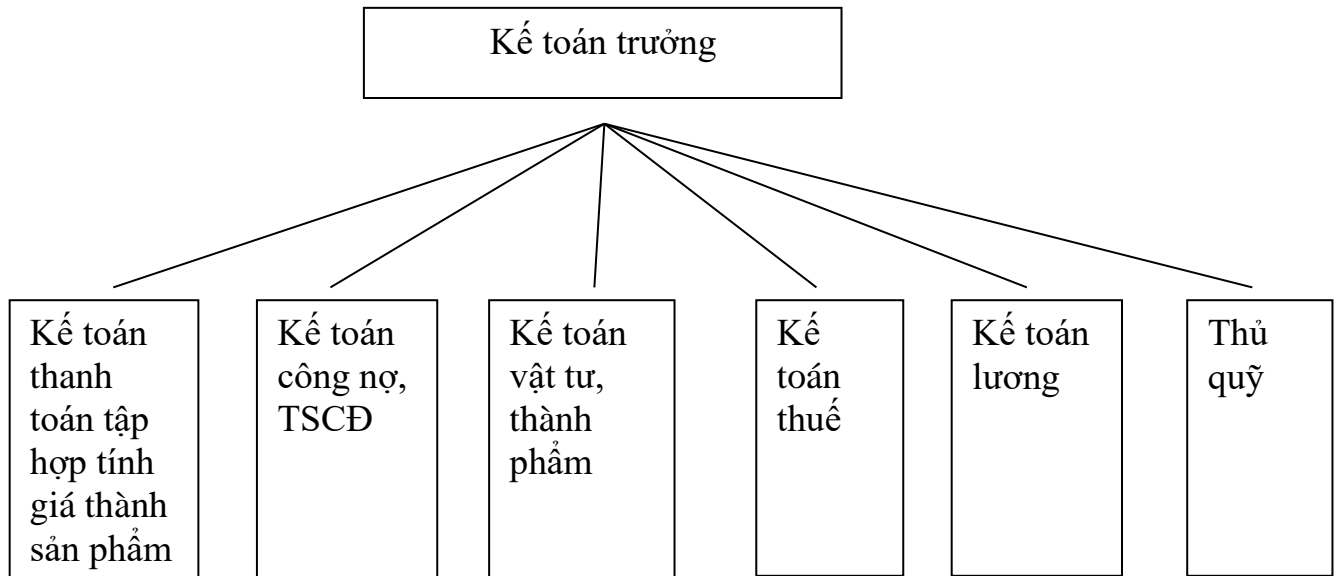 Kế toán trưởng
Kế toán
thanh
toán tập
hợp tính
giá thành
sản phẩm
Kế toán
công nợ,
TSCĐ
Kế toán
vật tư,
thành
phẩm
Kế
toán
thuế
Kế toán
lương
Thủ
quỹ